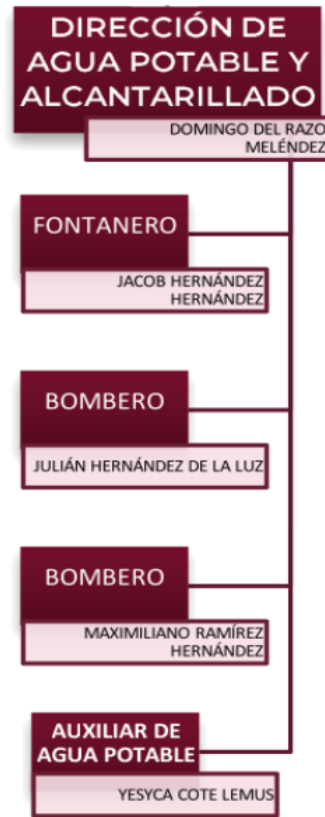 DIRECCIÓN DE
AGUA POTABLE Y
ALCANTARILLADO
DOMINGO DEL RAZO
MELÉNDEZ
FONTANERO
JACOB HERNÁNDEZ
HERNÁNDEZ
BOMBERO
JULIÁN HERNÁNDEZ DE LA LUZ
BOMBERO
MAXIMILIANO RAMÍREZ
HERNÁNDEZ
AUXILIAR DE
AGUA POTABLE
YESYCA COTE LEMUS